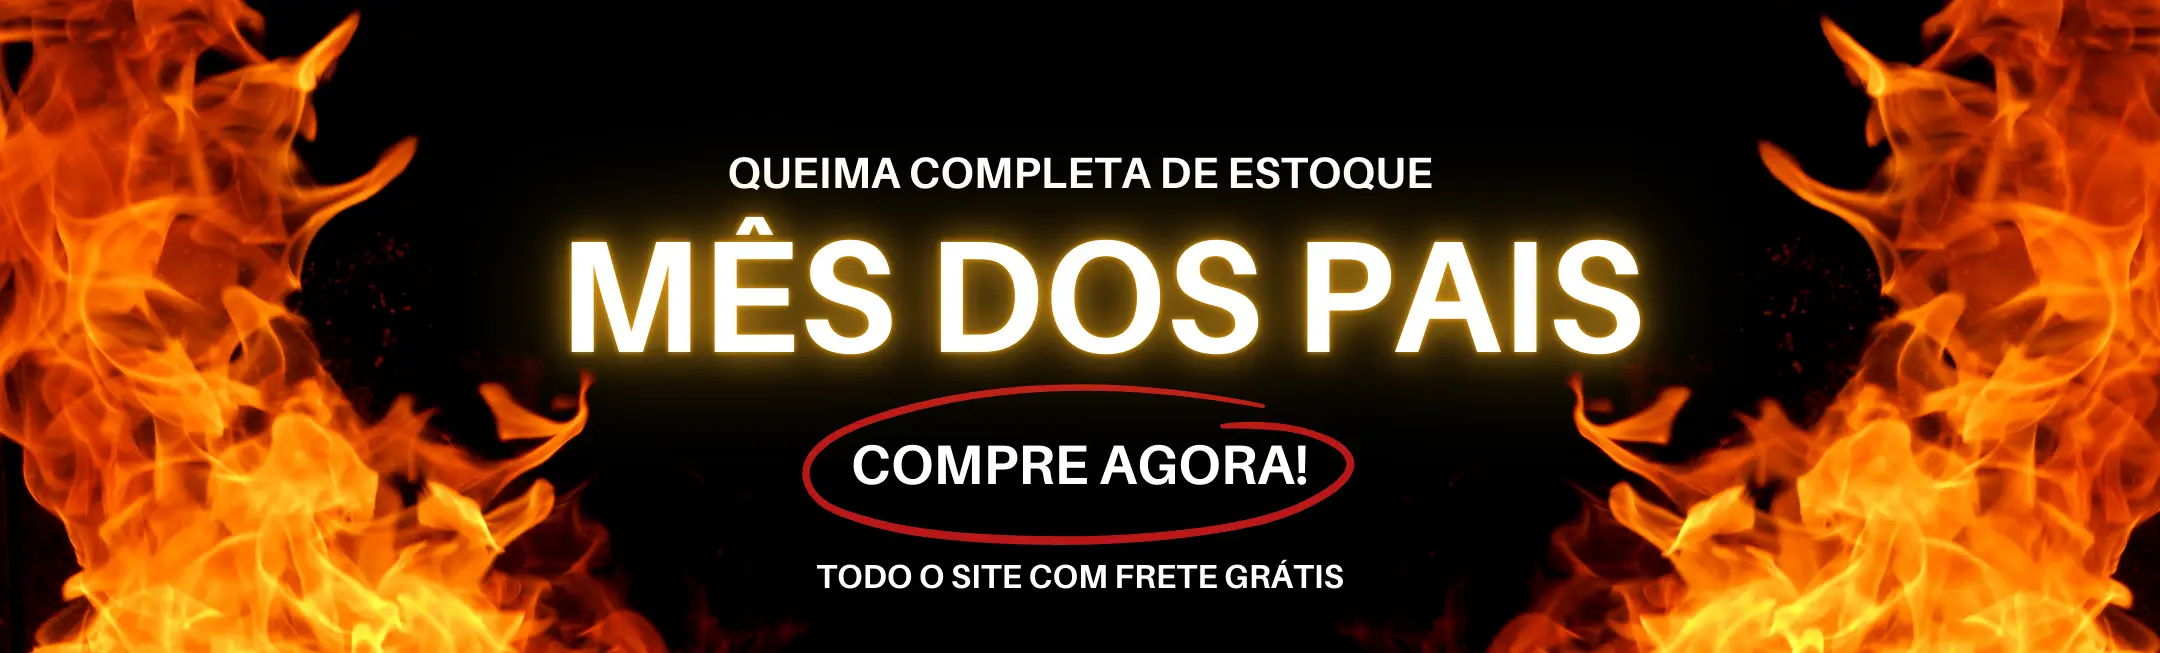 QUEIMA COMPLETA DE ESTOQUE
MÊS DOS PAIS
COMPRE AGORA!
TODO O SITE COM FRETE GRÁTIS